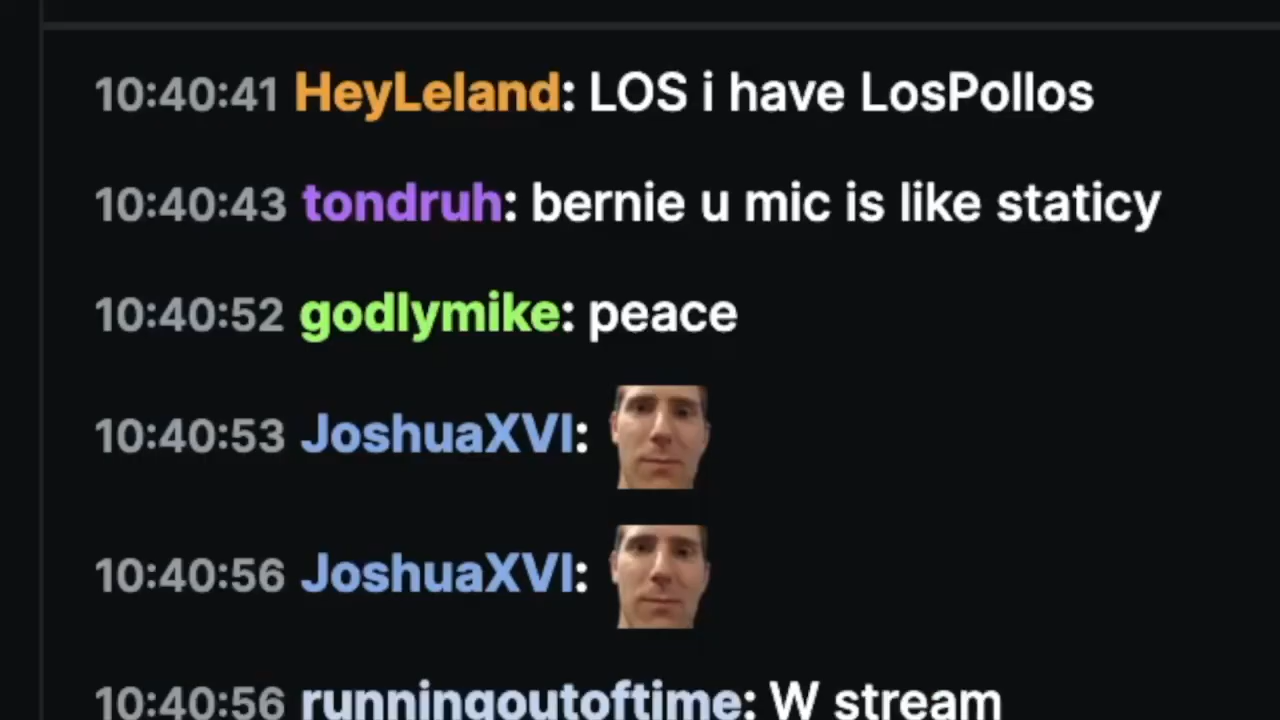 10:40:41 HeyLeland: LOS i have LosPollos
10:40:43 tondruh: bernie u mic is like staticy
10:40:52 godlymike: peace
10:40:53 JoshuaXVI:
10:40:56 JoshuaXVI:
10:40:56 runningoutoftime: W stream